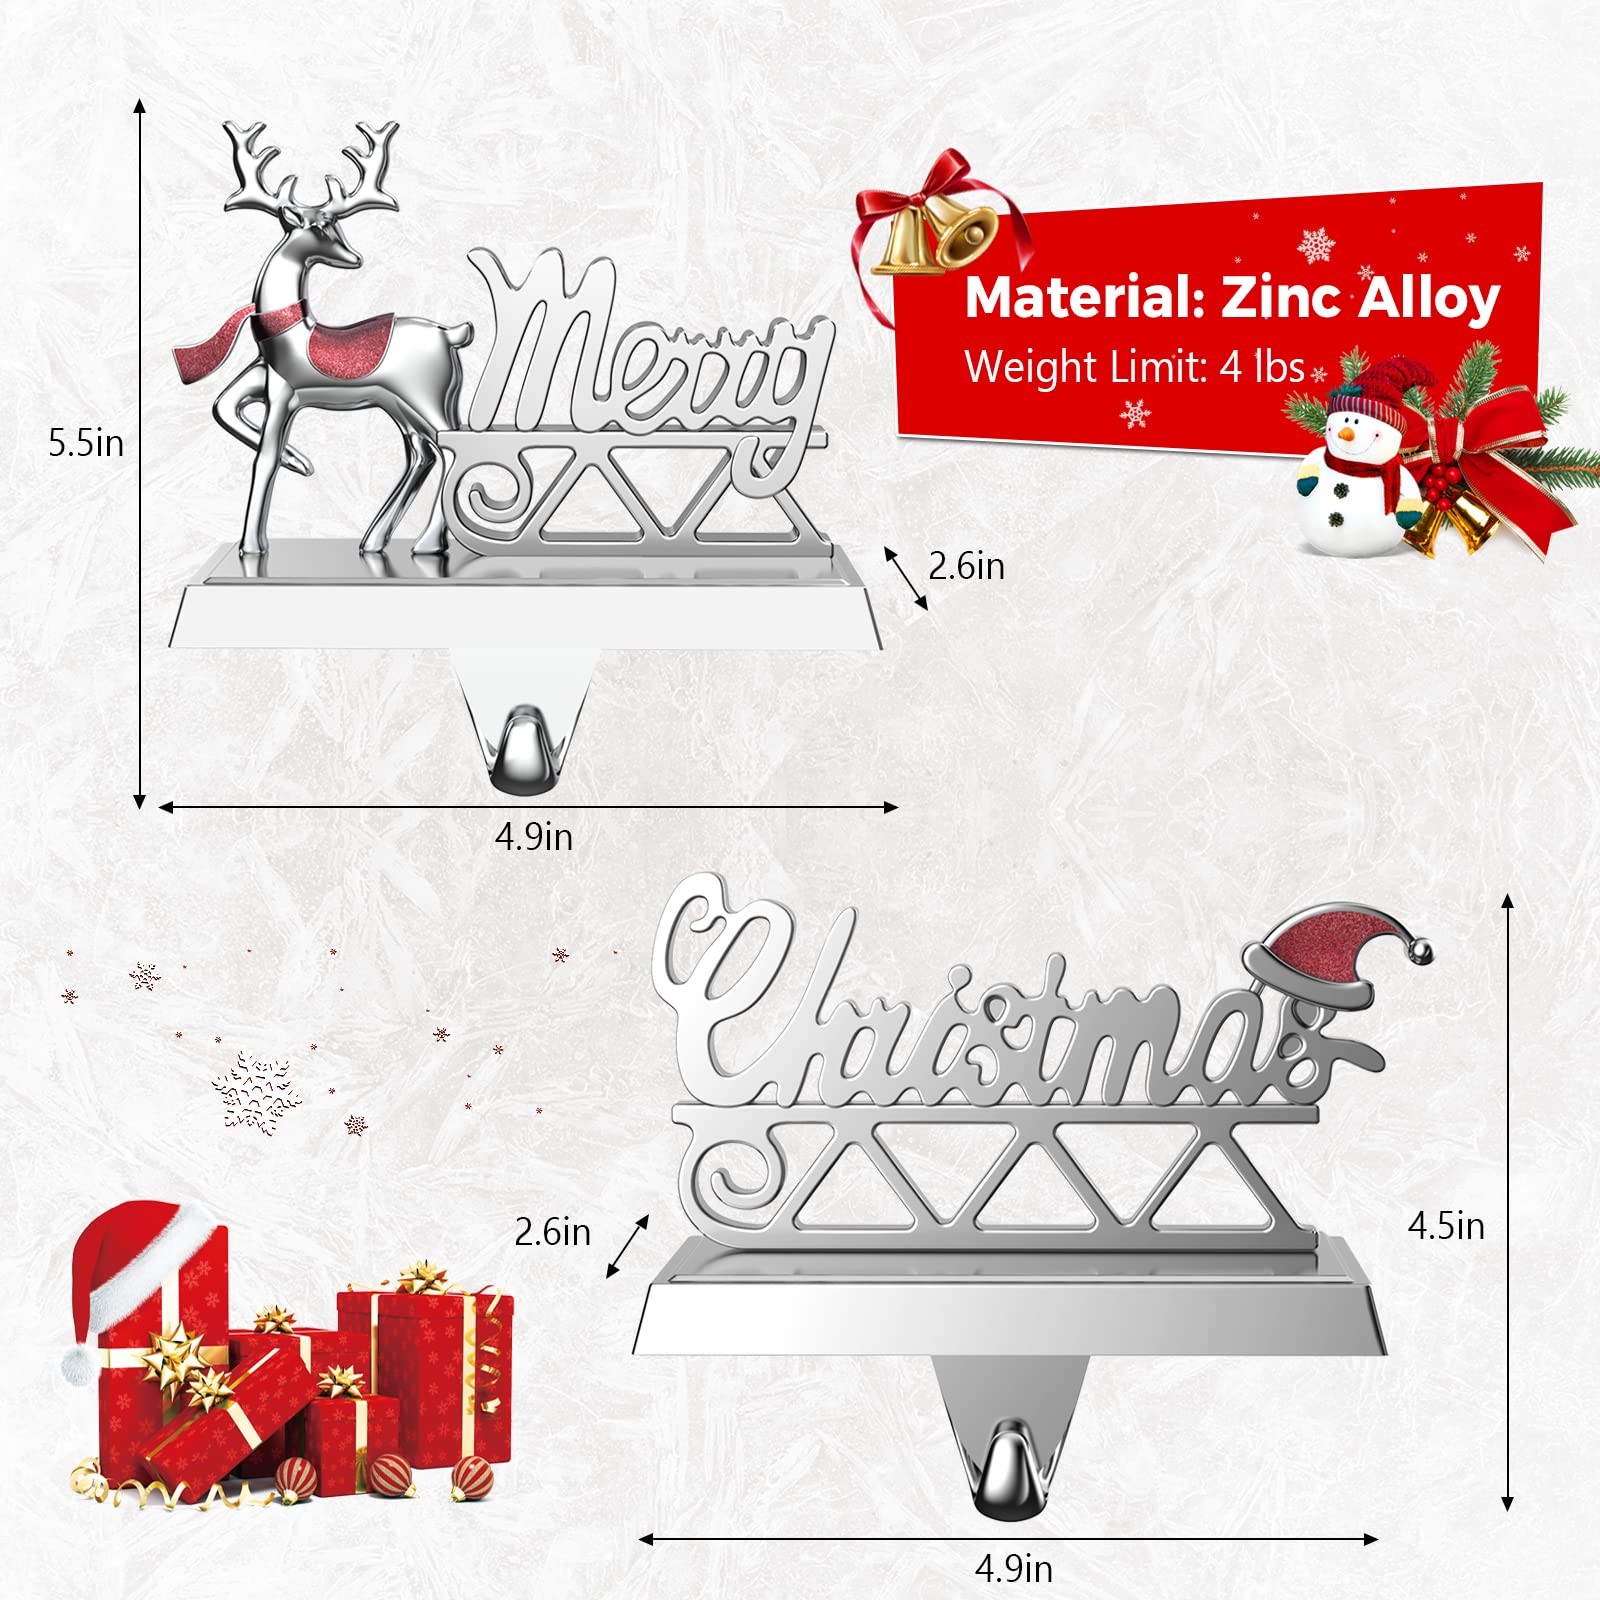 Material: Zinc Alloy
Weight Limit: 4 lbs
5.5in
Merry
2.6in
4.9in
Christmas
2.6in
4.5in
4.9in